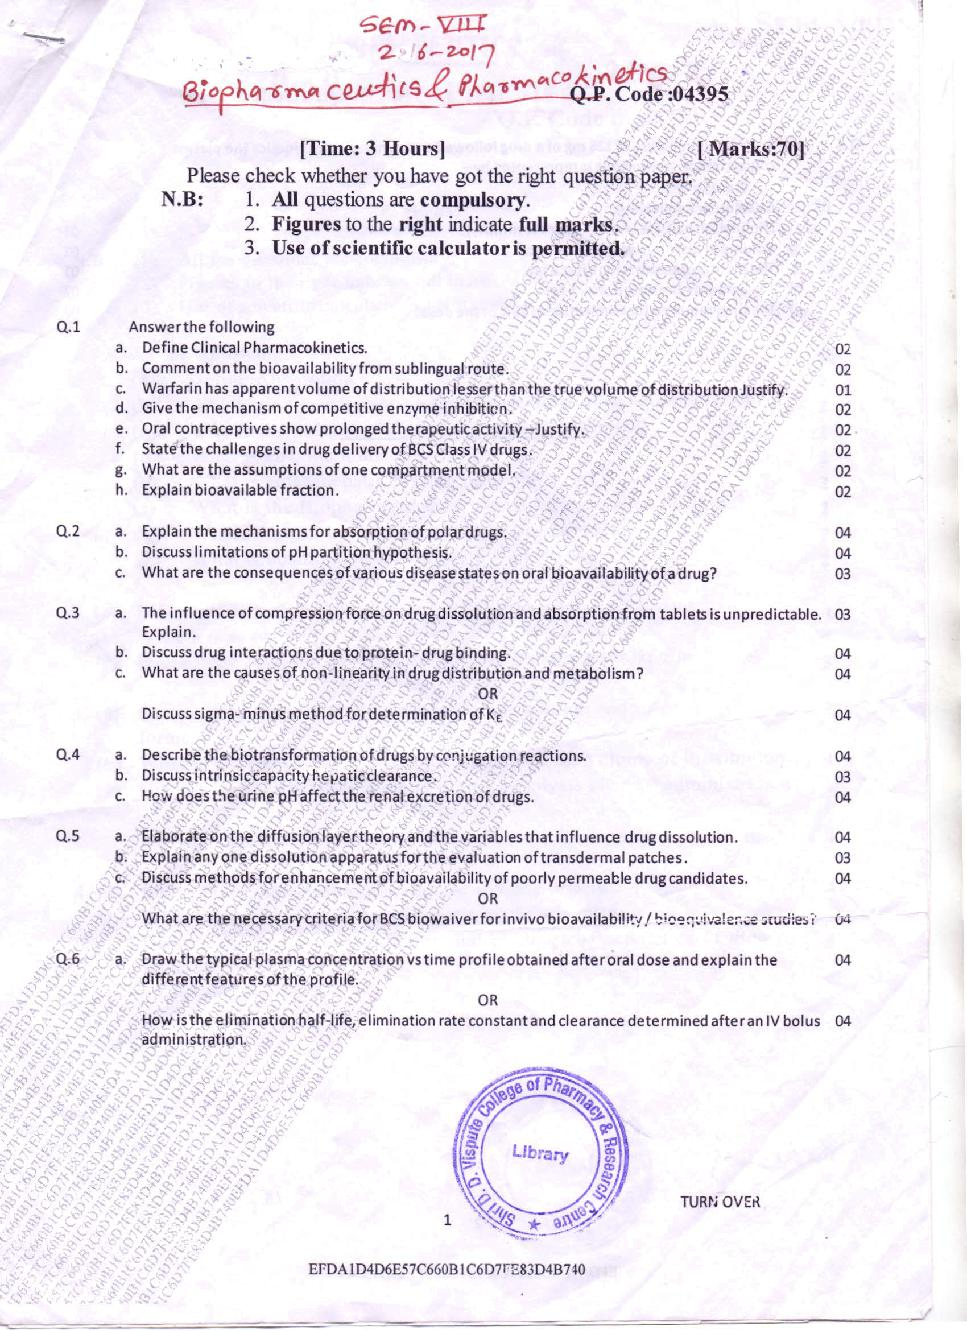 SEM-VIII
2-6-2017
Biopharmaceutics & Pharmacokinetics
Q.P. Code :04395
[Time: 3 Hours] [ Marks:70]
Please check whether you have got the right question paper.
N.B: 1. All questions are compulsory.
2. Figures to the right indicate full marks.
3. Use of scientific calculator is permitted.
Q.1 Answer the following
a. Define Clinical Pharmacokinetics. 02
b. Comment on the bioavailability from sublingual route. 02
c. Warfarin has apparent volume of distribution lesser than the true volume of distribution Justify. 01
d. Give the mechanism of competitive enzyme inhibition. 02
e. Oral contraceptives show prolonged therapeutic activity –Justify. 02
f. State the challenges in drug delivery of BCS Class IV drugs. 02
g. What are the assumptions of one compartment model. 02
h. Explain bioavailable fraction. 02
Q.2 a. Explain the mechanisms for absorption of polar drugs. 04
b. Discuss limitations of pH partition hypothesis. 04
c. What are the consequences of various disease states on oral bioavailability of a drug? 03
Q.3 a. The influence of compression force on drug dissolution and absorption from tablets is unpredictable. 03
Explain.
b. Discuss drug interactions due to protein- drug binding. 04
c. What are the causes of non-linearity in drug distribution and metabolism? 04
OR
Discuss sigma- minus method for determination of KE 04
Q.4 a. Describe the biotransformation of drugs by conjugation reactions. 04
b. Discuss intrinsic capacity hepatic clearance. 03
c. How does the urine pH affect the renal excretion of drugs. 04
Q.5 a. Elaborate on the diffusion layer theory and the variables that influence drug dissolution. 04
b. Explain any one dissolution apparatus for the evaluation of transdermal patches. 03
c. Discuss methods for enhancement of bioavailability of poorly permeable drug candidates. 04
OR
What are the necessary criteria for BCS biowaiver for invivo bioavailability / bioequivalence studies? 04
Q.6 a. Draw the typical plasma concentration vs time profile obtained after oral dose and explain the 04
different features of the profile.
OR
How is the elimination half-life, elimination rate constant and clearance determined after an IV bolus 04
administration.
Shri. D. D. Vispute College of Pharmacy & Research Centre
Library
TURN OVER
1
EFDA1D4D6E57C660B1C6D7FE83D4B740